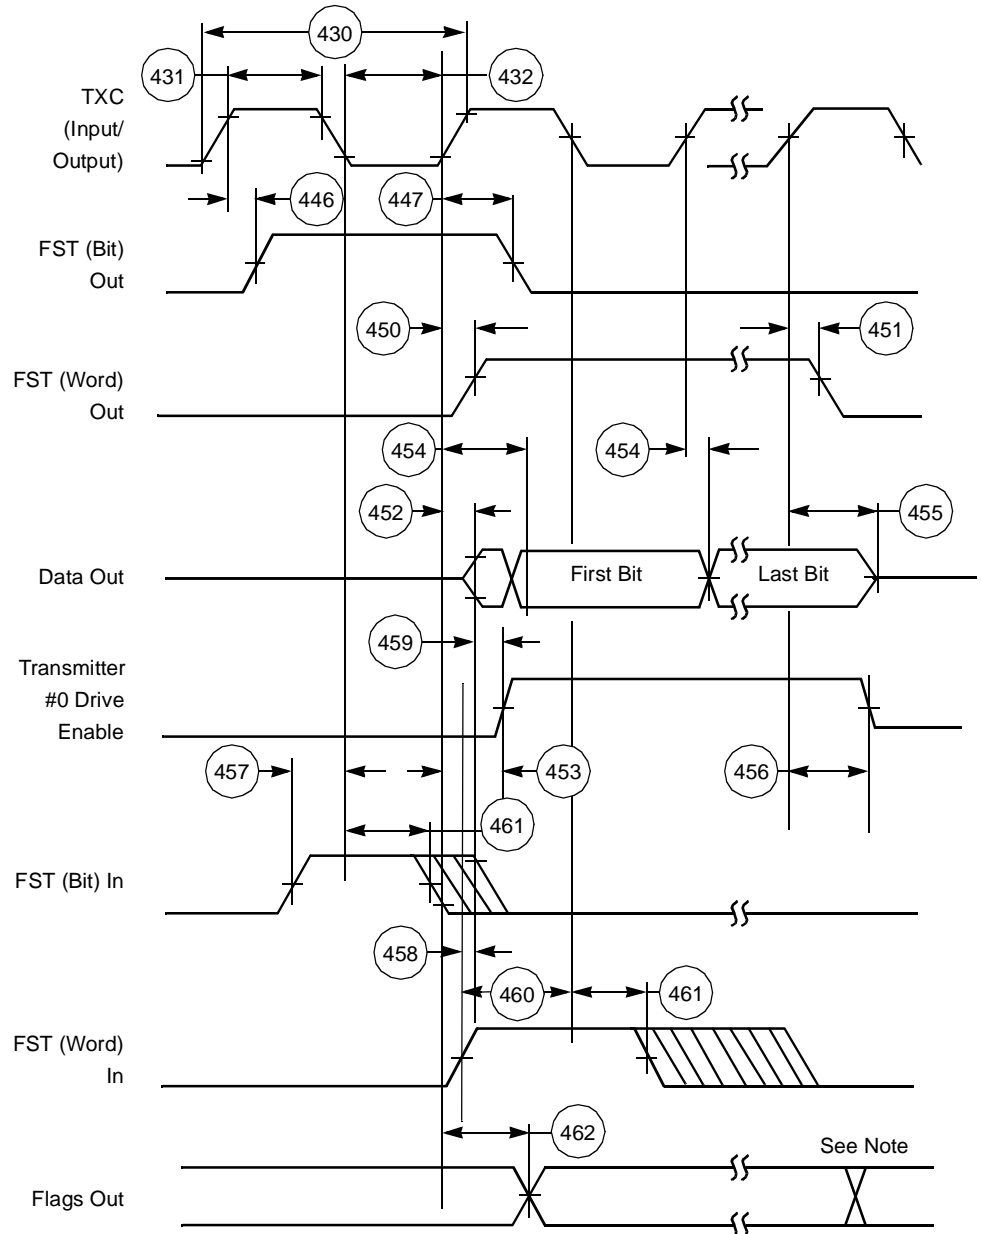 430
431
432
TXC
(Input/
Output)
446
447
FST (Bit)
Out
450
451
FST (Word)
Out
454
454
452
455
Data Out
First Bit
Last Bit
459
Transmitter
#0 Drive
Enable
457
453
456
461
FST (Bit) In
458
460
461
FST (Word)
In
462
See Note
Flags Out